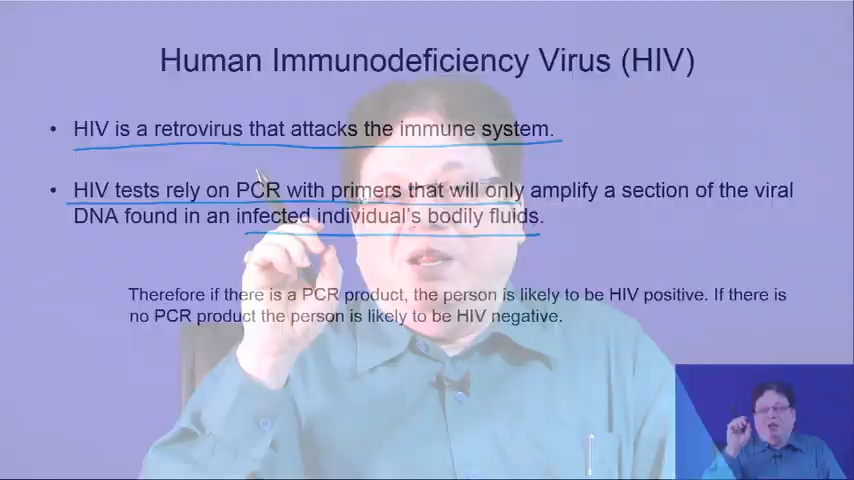 Human Immunodeficiency Virus (HIV)
• HIV is a retrovirus that attacks the immune system.
• HIV tests rely on PCR with primers that will only amplify a section of the viral
DNA found in an infected individual's bodily fluids.
Therefore if there is a PCR product, the person is likely to be HIV positive. If there is
no PCR product the person is likely to be HIV negative.